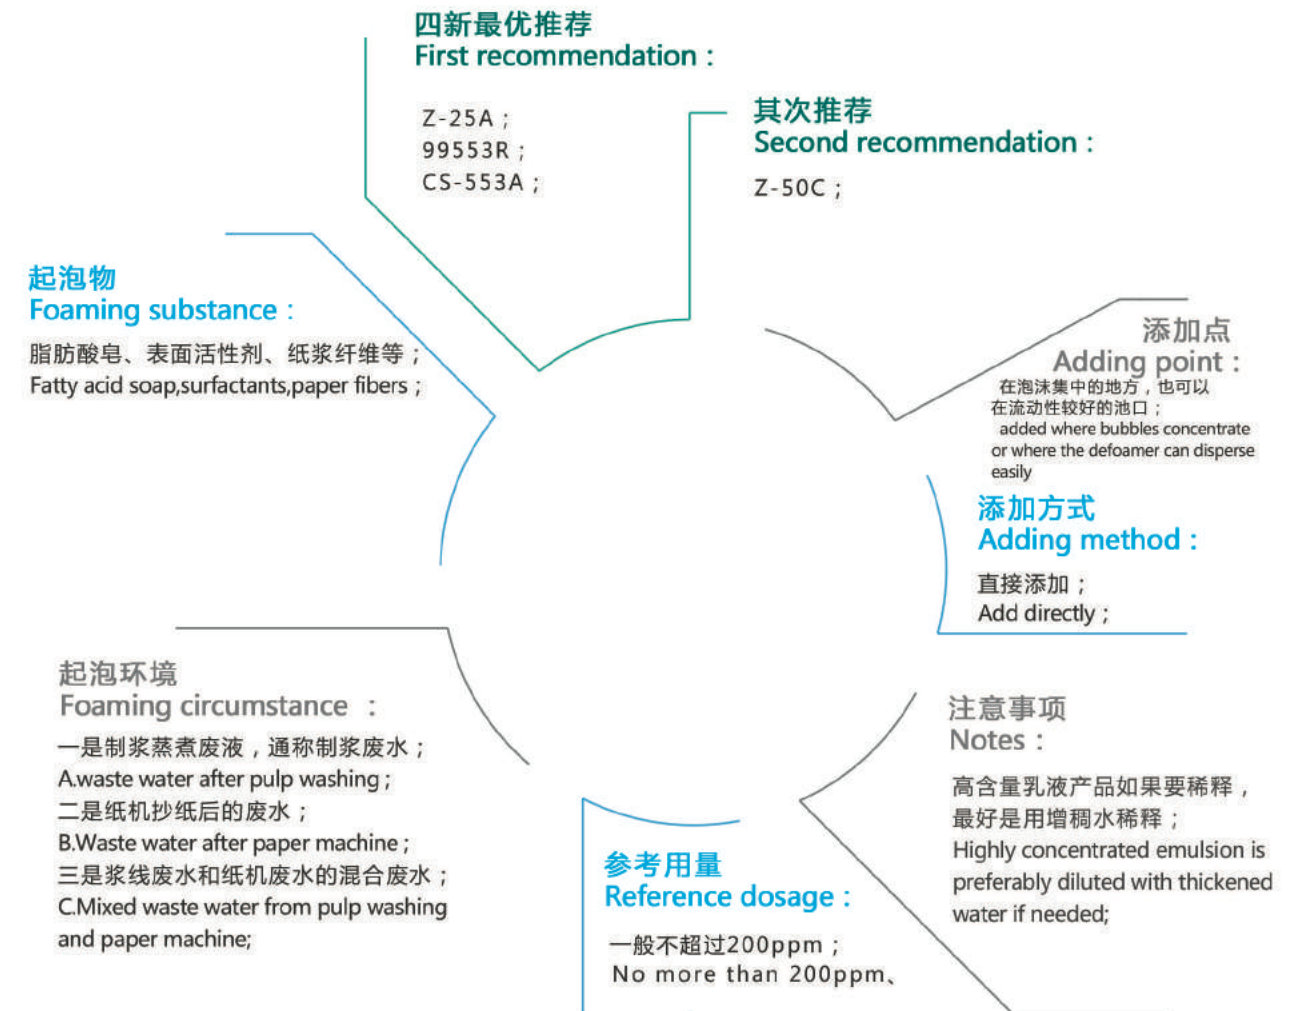 四新最优推荐
First recommendation：
Z-25A；
99553R；
CS-553A；
其次推荐
Second recommendation：
Z-50C；
起泡物
Foaming substance：
脂肪酸皂、表面活性剂、纸浆纤维等；
Fatty acid soap,surfactants,paper fibers；
添加点
Adding point：
在泡沫集中的地方，也可以
在流动性较好的池口；
added where bubbles concentrate
or where the defoamer can disperse
easily
添加方式
Adding method：
直接添加；
Add directly；
起泡环境
Foaming circumstance ：
一是制浆蒸煮废液，通称制浆废水；
A.waste water after pulp washing；
二是纸机抄纸后的废水；
B.Waste water after paper machine；
三是浆线废水和纸机废水的混合废水；
C.Mixed waste water from pulp washing
and paper machine;
注意事项
Notes：
高含量乳液产品如果要稀释，
最好是用增稠水稀释；
Highly concentrated emulsion is
preferably diluted with thickened
water if needed;
参考用量
Reference dosage：
一般不超过200ppm；
No more than 200ppm、